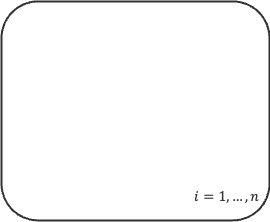 i = 1, ..., n